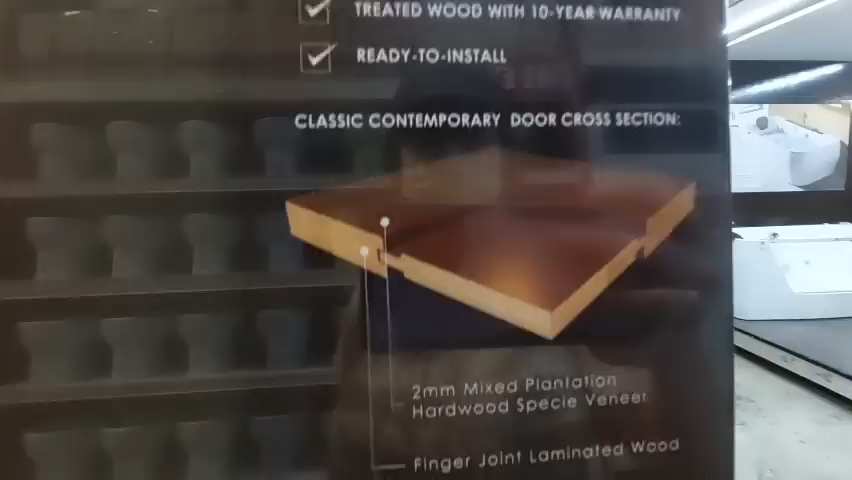 TREATED WOOD WITH 10-YEAR WARRANTY
READY-TO-INSTALL
CLASSIC CONTEMPORARY DOOR CROSS SECTION:
2mm Mixed Plantation
Hardwood Specie Veneer
Finger Joint Laminated Wood